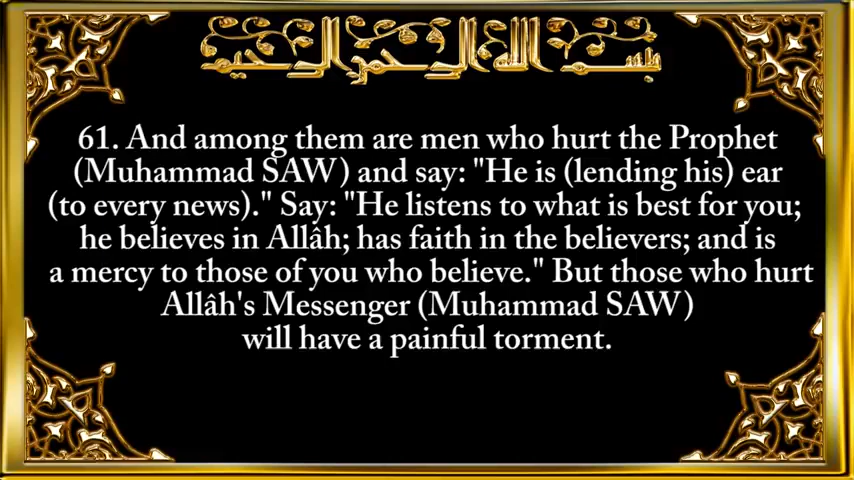 بسم الله الرحمن الرحيم
61. And among them are men who hurt the Prophet
(Muhammad SAW) and say: "He is (lending his) ear
(to every news)." Say: "He listens to what is best for you;
he believes in Allâh; has faith in the believers; and is
a mercy to those of you who believe." But those who hurt
Allâh's Messenger (Muhammad SAW)
will have a painful torment.